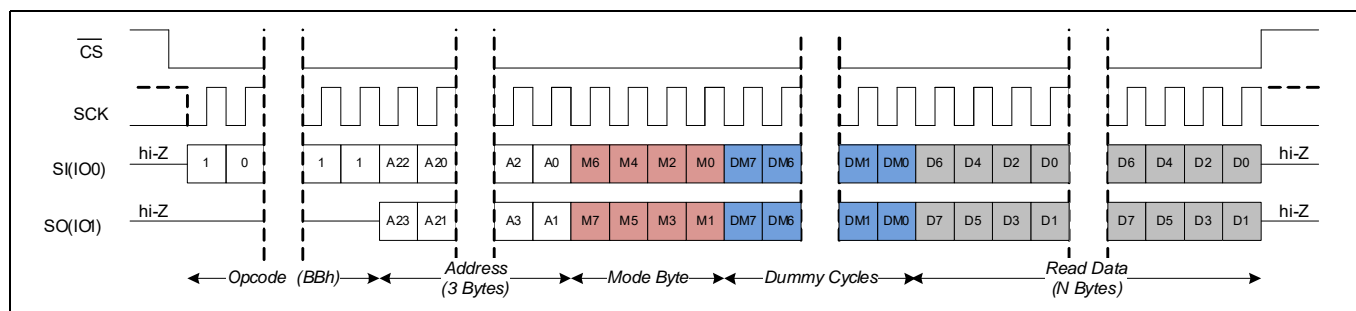 CS
SCK
SI(IO0) hi-Z 1 0 1 1 A22 A20 A2 A0 M6 M4 M2 M0 DM7 DM6 DM1 DM0 D6 D4 D2 D0 D6 D4 D2 D0 hi-Z
SO(IO1) hi-Z A23 A21 A3 A1 M7 M5 M3 M1 DM7 DM6 DM1 DM0 D7 D5 D3 D1 D7 D5 D3 D1 hi-Z
Opcode (BBh) Address Mode Byte Dummy Cycles Read Data
(3 Bytes) (N Bytes)